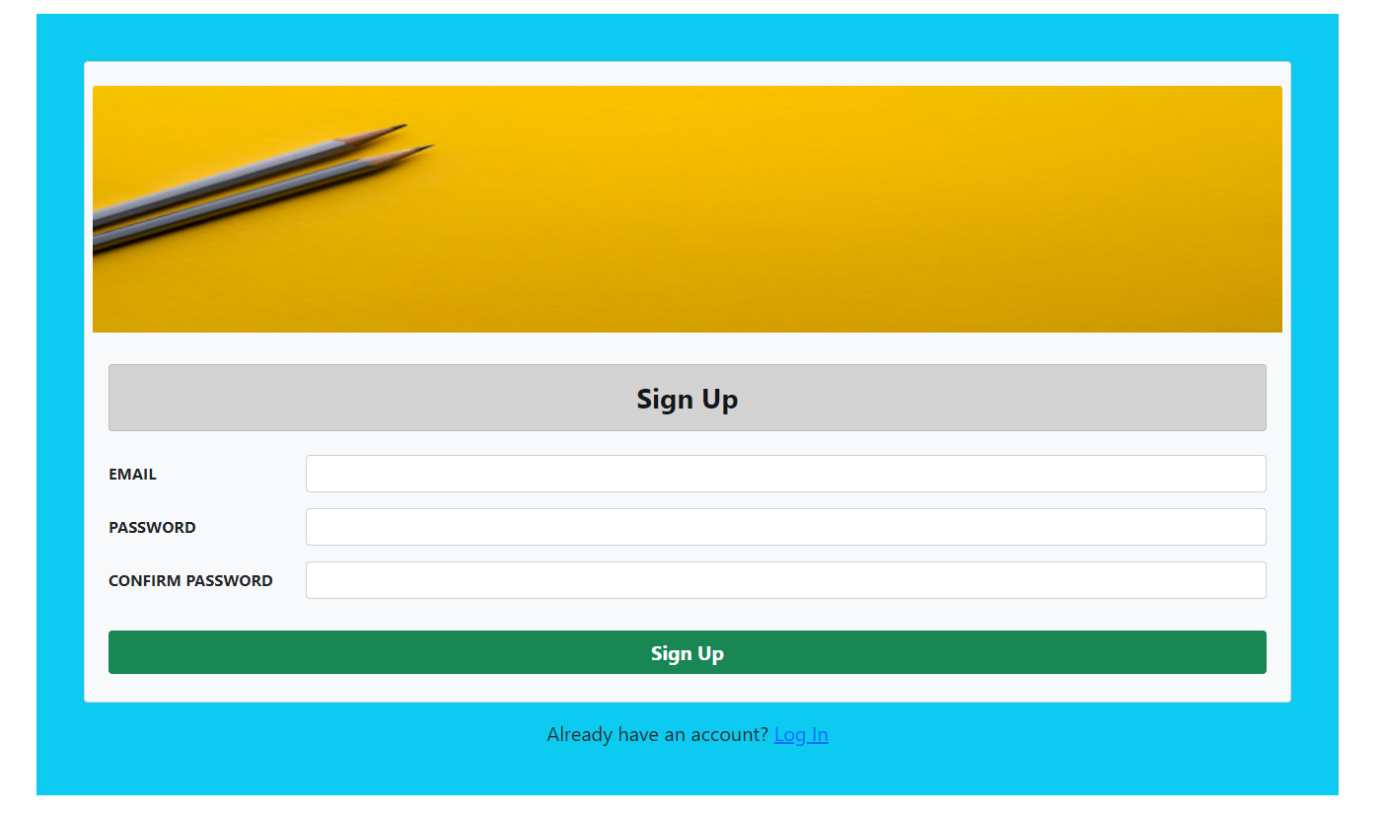 Sign Up
EMAIL
PASSWORD
CONFIRM PASSWORD
Sign Up
Already have an account? Log In